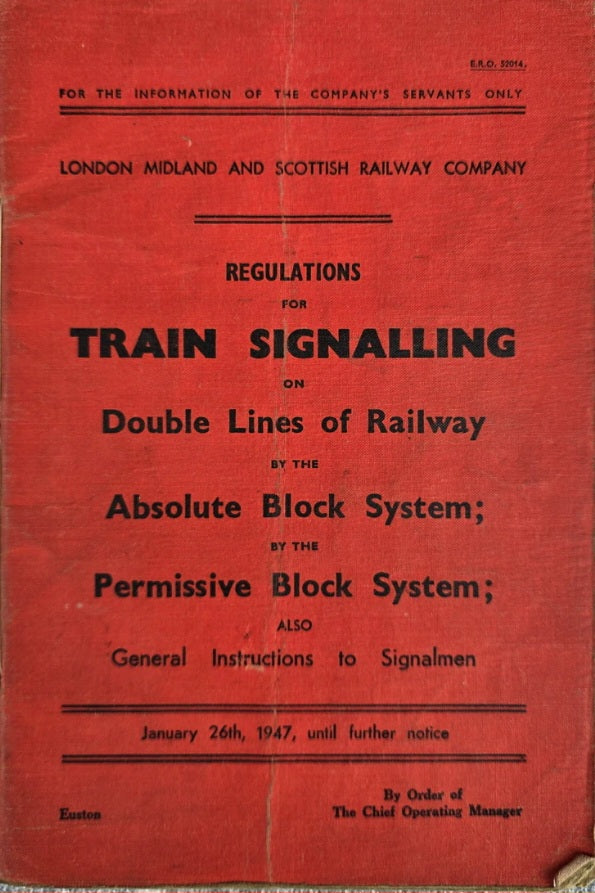 E.R.O. 52014.
FOR THE INFORMATION OF THE COMPANY'S SERVANTS ONLY
LONDON MIDLAND AND SCOTTISH RAILWAY COMPANY
REGULATIONS
FOR
TRAIN SIGNALLING
ON
Double Lines of Railway
BY THE
Absolute Block System;
BY THE
Permissive Block System;
ALSO
General Instructions to Signalmen
January 26th, 1947, until further notice
By Order of
Euston The Chief Operating Manager